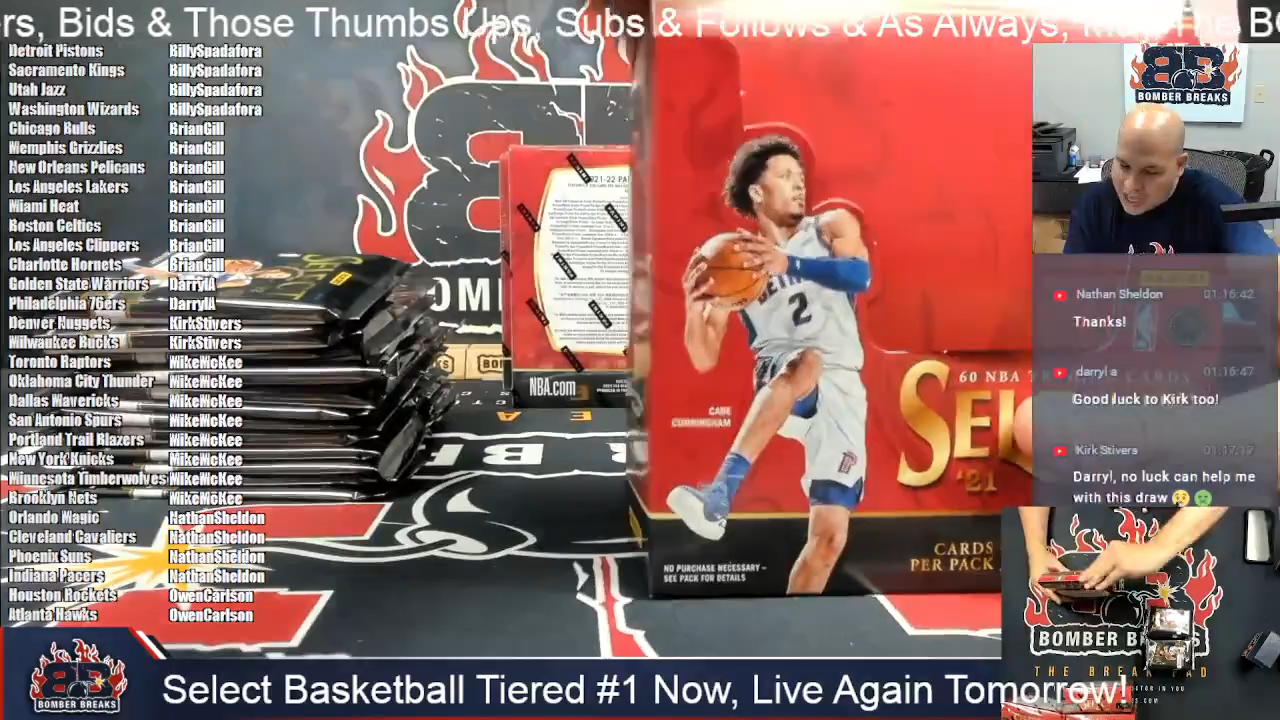 rs, Bids & Those Thumbs Ups, Subs & Follows & As Always, May The Bo
Detroit Pistons BillySpadafora
Sacramento Kings BillySpadafora
Utah Jazz BillySpadafora
Washington Wizards BillySpadafora
Chicago Bulls BrianGill
Memphis Grizzlies BrianGill
New Orleans Pelicans BrianGill
Los Angeles Lakers BrianGill
Miami Heat BrianGill
Boston Celtics BrianGill
Los Angeles Clippers BrianGill
Charlotte Hornets BrianGill
Golden State Warriors DarrylA
Philadelphia 76ers DarrylA
Denver Nuggets KirkStivers
Milwaukee Bucks KirkStivers
Toronto Raptors MikeMcKee
Oklahoma City Thunder MikeMcKee
Dallas Mavericks MikeMcKee
San Antonio Spurs MikeMcKee
Portland Trail Blazers MikeMcKee
New York Knicks MikeMcKee
Minnesota Timberwolves MikeMcKee
Brooklyn Nets MikeMcKee
Orlando Magic NathanSheldon
Cleveland Cavaliers NathanSheldon
Phoenix Suns NathanSheldon
Indiana Pacers NathanSheldon
Houston Rockets OwenCarlson
Atlanta Hawks OwenCarlson
OM
NBA.com
2
CADE
CUNNINGHAM
60 NBA
SEL
'21
NO PURCHASE NECESSARY –
SEE PACK FOR DETAILS
CARDS
PER PACK
BOMBER BREAKS
Nathan Sheldon 01:16:42
Thanks!
darryl a 01:16:47
Good luck to Kirk too!
Kirk Stivers 01:17:17
Darryl, no luck can help me
with this draw 😢🤢
BOMBER BREAKS
THE BREAK PAD
BOMBER BREAKS
Select Basketball Tiered #1 Now, Live Again Tomorrow!